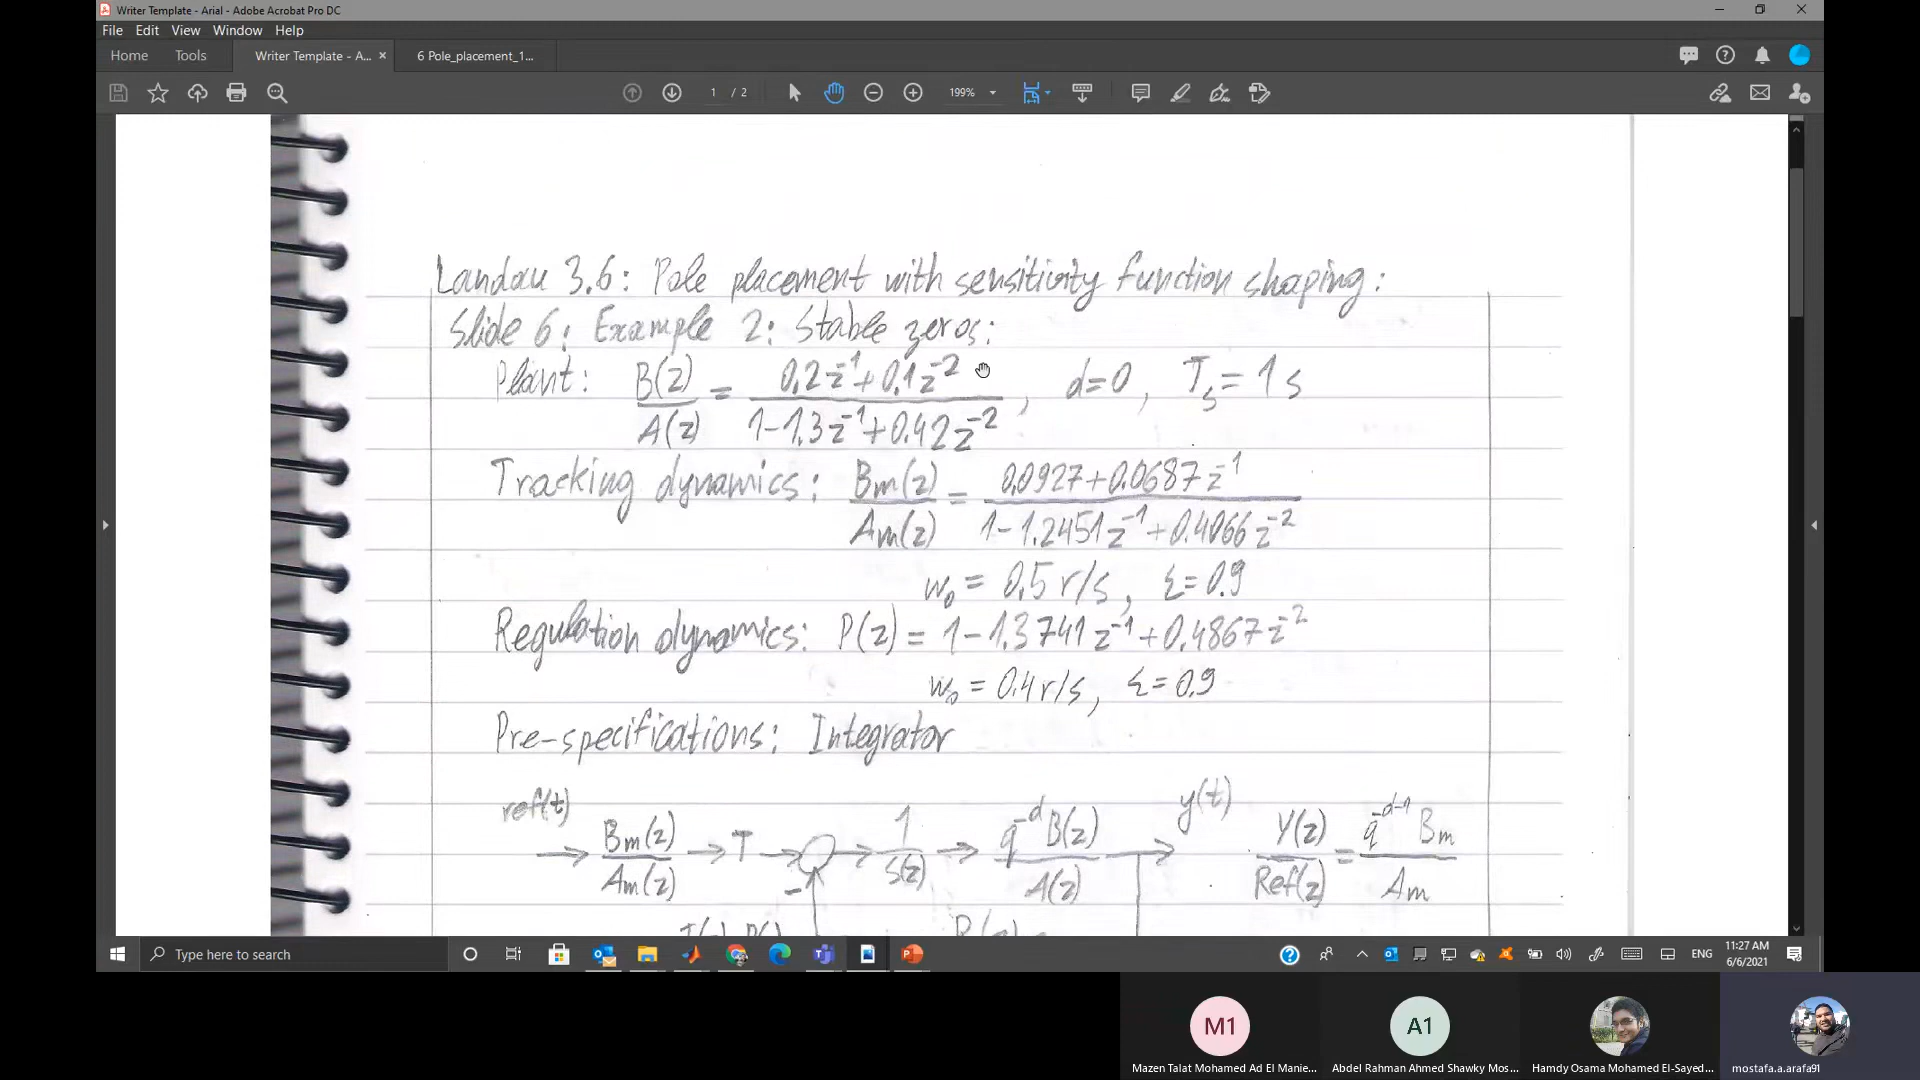 Writer Template - Arial - Adobe Acrobat Pro DC
File Edit View Window Help
Home Tools Writer Template - A... × 6 Pole_placement_1...
1 / 2 199%
Landau 3.6: Pole placement with sensitivity function shaping:
Slide 6: Example 2: Stable zeros:
Plant: B(z)/A(z) = (0.2z⁻¹+0.1z⁻²)/(1-1.3z⁻¹+0.42z⁻²), d=0, Tₛ=1s
Tracking dynamics: Bm(z)/Am(z) = (0.0927+0.0687z⁻¹)/(1-1.2451z⁻¹+0.4066z⁻²)
w₀ = 0.5 r/s, ξ=0.9
Regulation dynamics: P(z) = 1-1.3741z⁻¹+0.4867z⁻²
w₀ = 0.4 r/s, ξ=0.9
Pre-specifications: Integrator
ref(t) → Bm(z)/Am(z) → T → → 1/S(z) → q⁻ᵈB(z)/A(z) → y(t) Y(z)/Ref(z) = q⁻ᵈ⁻¹Bm/Am
-
Type here to search
ENG 11:27 AM
6/6/2021
M1 A1
Mazen Talat Mohamed Ad El Manie... Abdel Rahman Ahmed Shawky Mos... Hamdy Osama Mohamed El-Sayed... mostafa.a.arafa91